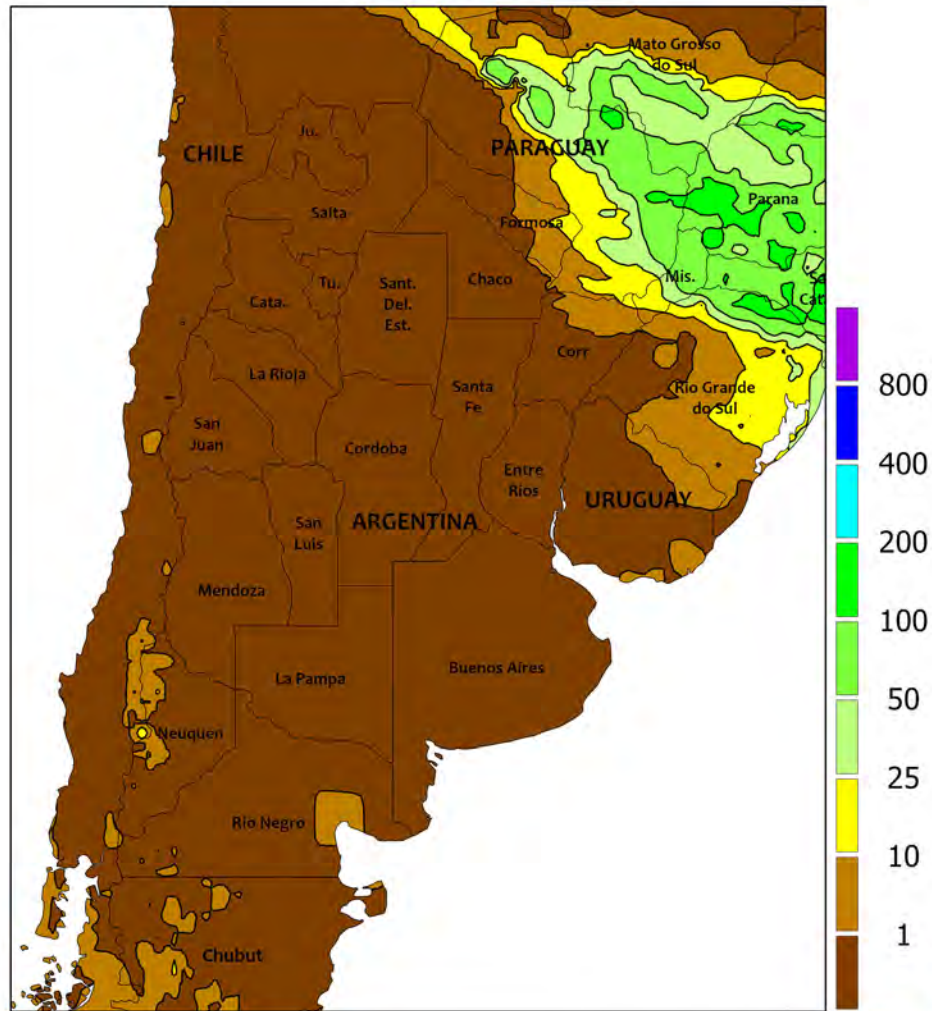 Mato Grosso
do Sul
Ju.
CHILE
PARAGUAY
Parana
Salta
Formosa
Mis.
Chaco
Tu.
Sant.
Del.
Est.
Cata.
Cat
Corr
La Rioja
Santa
Fe
Rio Grande
do Sul
800
San
Juan
Cordoba
400
Entre
Rios
URUGUAY
ARGENTINA
San
Luis
200
Mendoza
100
Buenos Aires
La Pampa
50
Neuquen
25
Rio Negro
10
1
Chubut